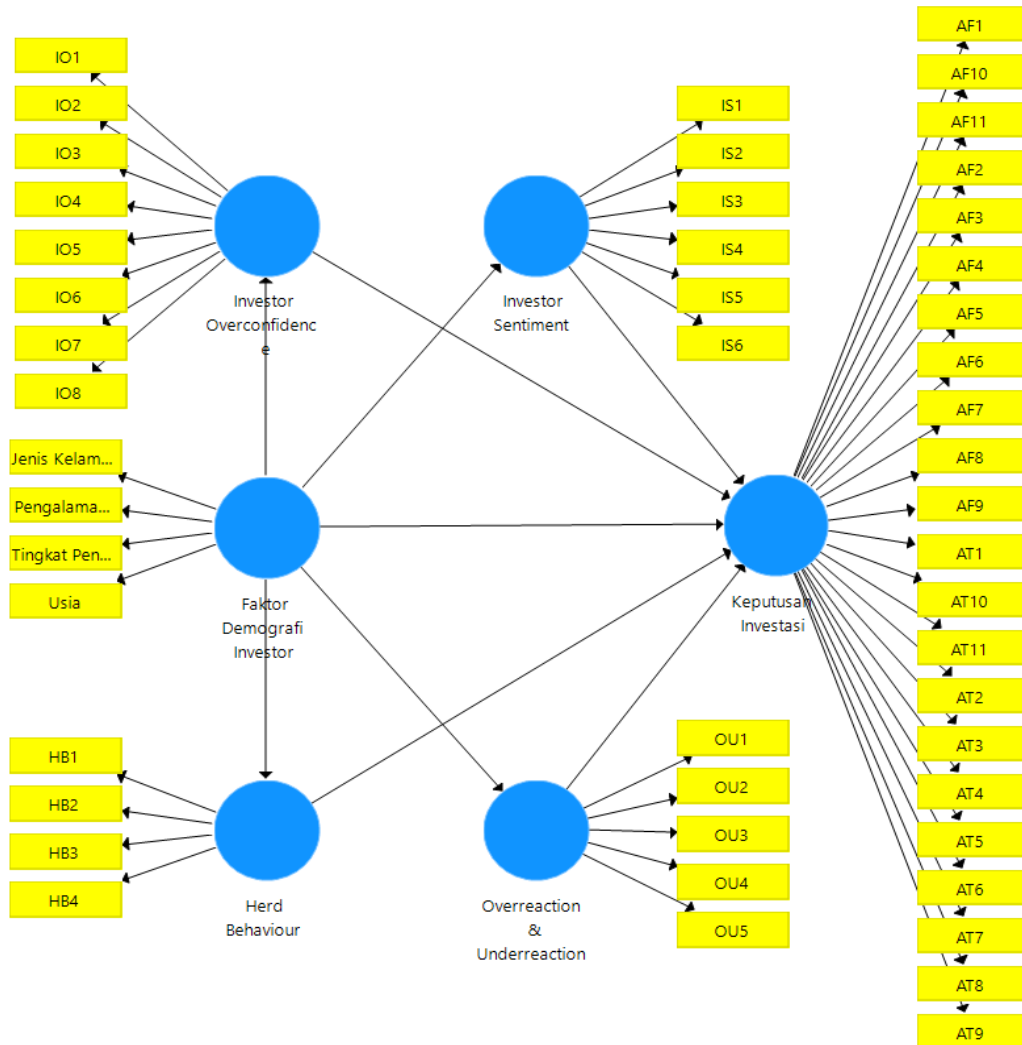 IO1
IO2
IO3
IO4
IO5
IO6
IO7
IO8
Investor
Overconfidenc
e
IS1
IS2
IS3
IS4
IS5
IS6
Investor
Sentiment
Jenis Kelam...
Pengalama...
Tingkat Pen...
Usia
Faktor
Demografi
Investor
Keputusan
Investasi
HB1
HB2
HB3
HB4
Herd
Behaviour
OU1
OU2
OU3
OU4
OU5
Overreaction
&
Underreaction
AF1
AF10
AF11
AF2
AF3
AF4
AF5
AF6
AF7
AF8
AF9
AT1
AT10
AT11
AT2
AT3
AT4
AT5
AT6
AT7
AT8
AT9